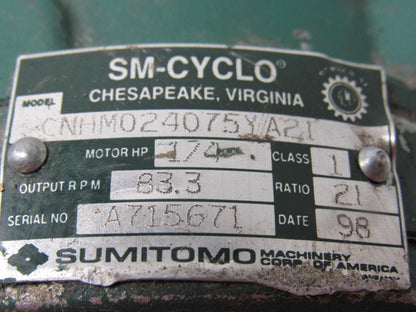 SM-CYCLO®
CHESAPEAKE, VIRGINIA
MODEL CNHM024075YA21
MOTOR HP 1/4 CLASS 1
OUTPUT RPM 83.3 RATIO 21
SERIAL NO A715671 DATE 98
SUMITOMO MACHINERY
CORP. OF AMERICA